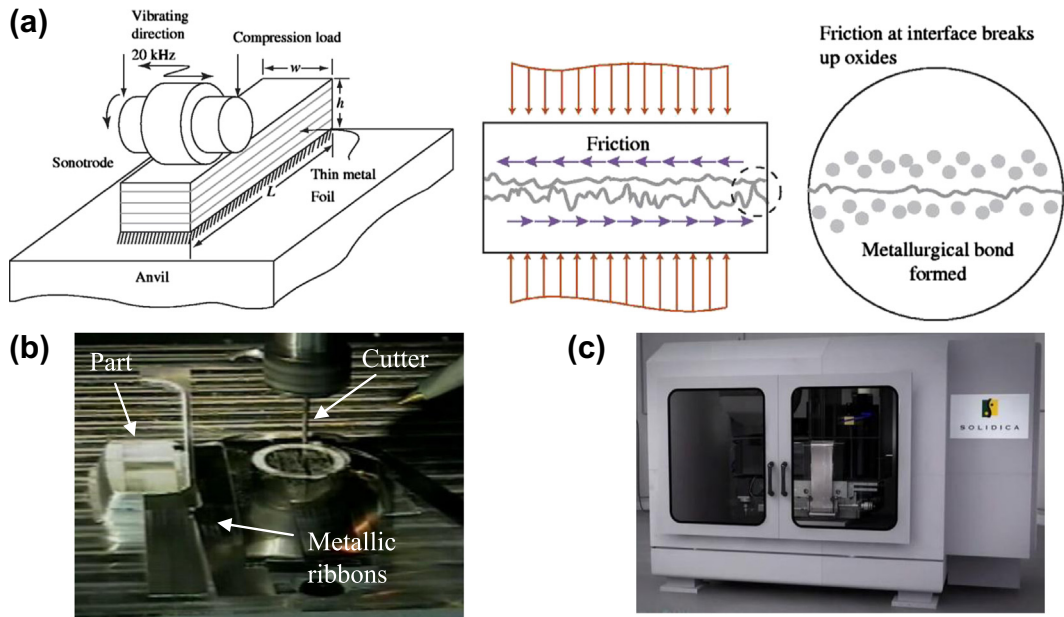 (a)
Vibrating
direction
20 kHz
Compression load
w
h
Sonotrode
L
Thin metal
Foil
Anvil
Friction
Friction at interface breaks
up oxides
Metallurgical bond
formed
(b)
Part
Cutter
Metallic
ribbons
(c)
SOLIDICA